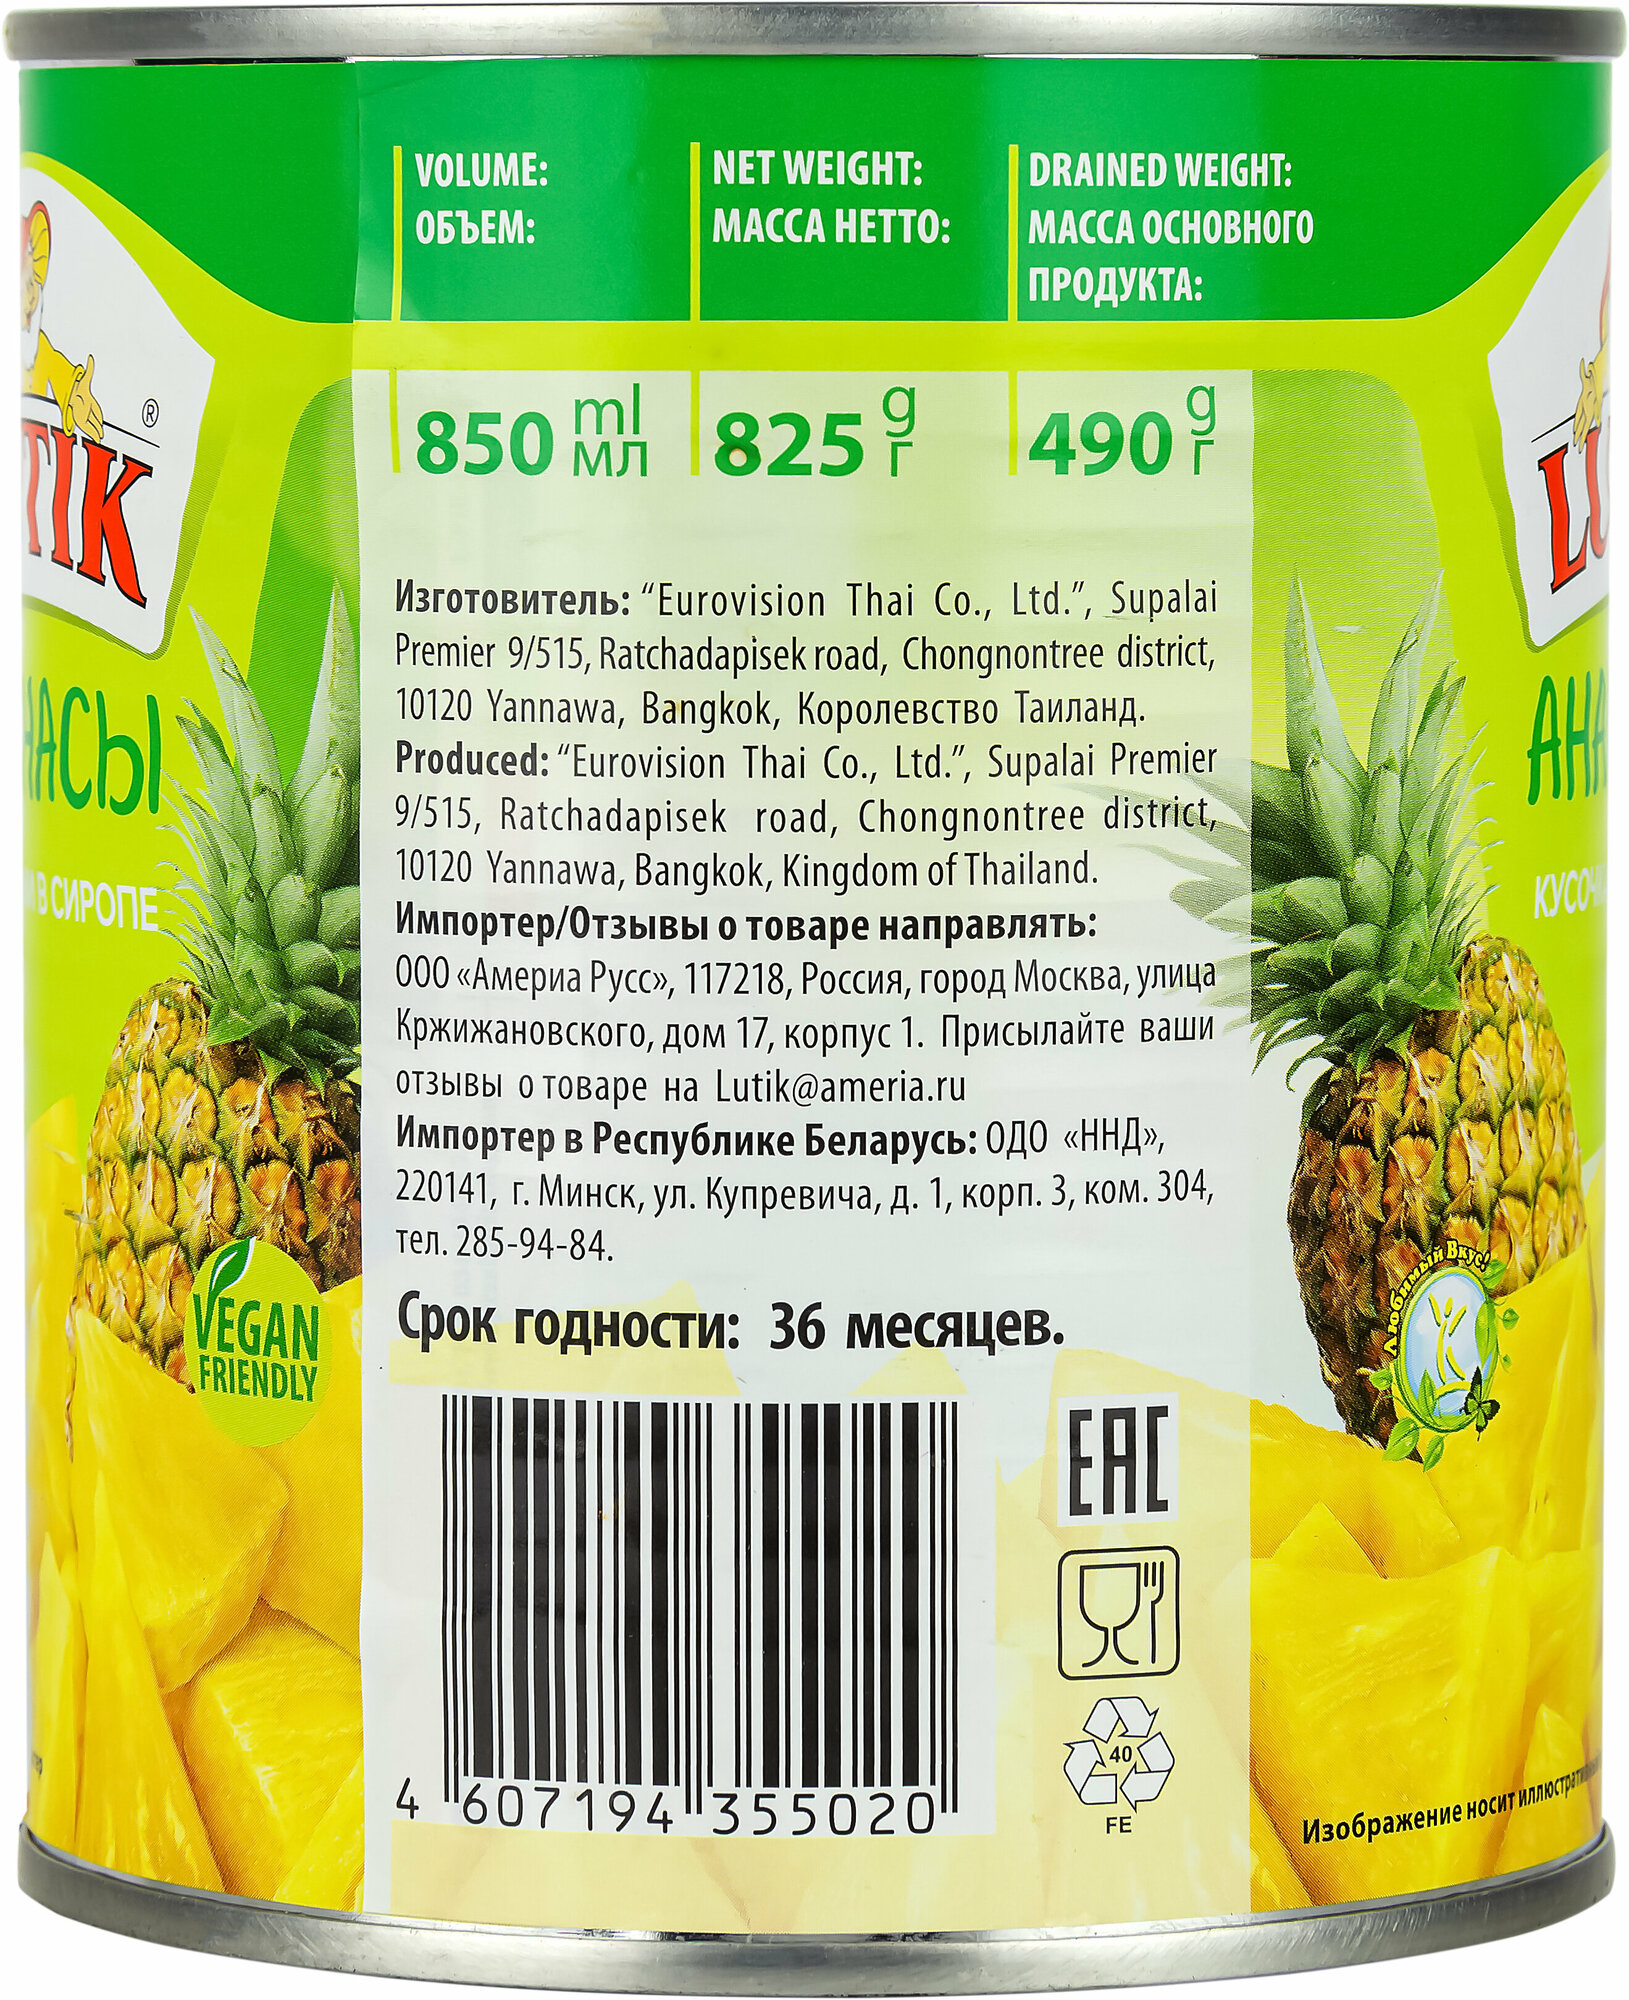 VOLUME:
ОБЪЕМ:
850 ml мл
NET WEIGHT:
МАССА НЕТТО:
825 g г
DRAINED WEIGHT:
МАССА ОСНОВНОГО
ПРОДУКТА:
490 g г
®
Изготовитель: “Eurovision Thai Co., Ltd.”, Supalai
Premier 9/515, Ratchadapisek road, Chongnontree district,
10120 Yannawa, Bangkok, Королевство Таиланд.
Produced: “Eurovision Thai Co., Ltd.”, Supalai Premier
9/515, Ratchadapisek road, Chongnontree district,
10120 Yannawa, Bangkok, Kingdom of Thailand.
Импортер/Отзывы о товаре направлять:
ООО «Америа Русс», 117218, Россия, город Москва, улица
Кржижановского, дом 17, корпус 1. Присылайте ваши
отзывы о товаре на Lutik@ameria.ru
Импортер в Республике Беларусь: ОДО «ННД»,
220141, г. Минск, ул. Купревича, д. 1, корп. 3, ком. 304,
тел. 285-94-84.
Срок годности: 36 месяцев.
В СИРОПЕ
VEGAN
FRIENDLY
Любимый Вкус!
EAC
40
FE
4 607194 355020
Изображение носит